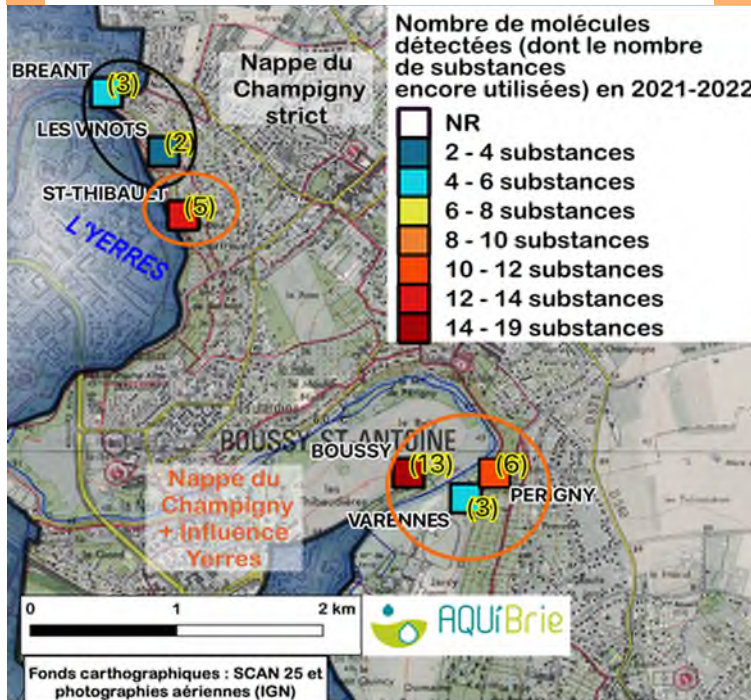 Nombre de molécules
détectées (dont le nombre
de substances
encore utilisées) en 2021-2022
NR
2 - 4 substances
4 - 6 substances
6 - 8 substances
8 - 10 substances
10 - 12 substances
12 - 14 substances
14 - 19 substances
BREANT
(3)
Nappe du
Champigny
strict
LES VINOTS
(2)
ST-THIBAULT
(5)
L'YERRES
BOUSSY-ST-ANTOINE
BOUSSY
(13)
(6)
PERIGNY
VARENNES
(3)
Nappe du
Champigny
+ Influence
Yerres
0 1 2 km
AQUiBrie
Fonds cartographiques : SCAN 25 et
photographies aériennes (IGN)